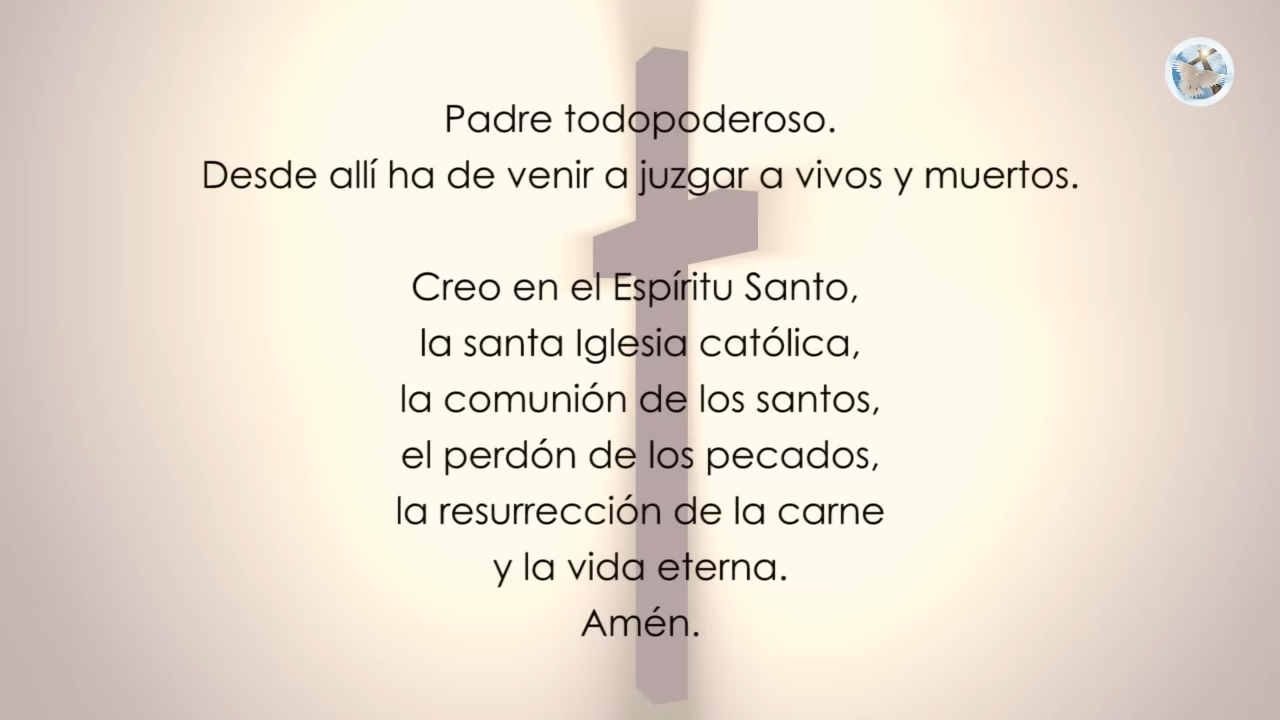 Padre todopoderoso.
Desde allí ha de venir a juzgar a vivos y muertos.
Creo en el Espíritu Santo,
la santa Iglesia católica,
la comunión de los santos,
el perdón de los pecados,
la resurrección de la carne
y la vida eterna.
Amén.